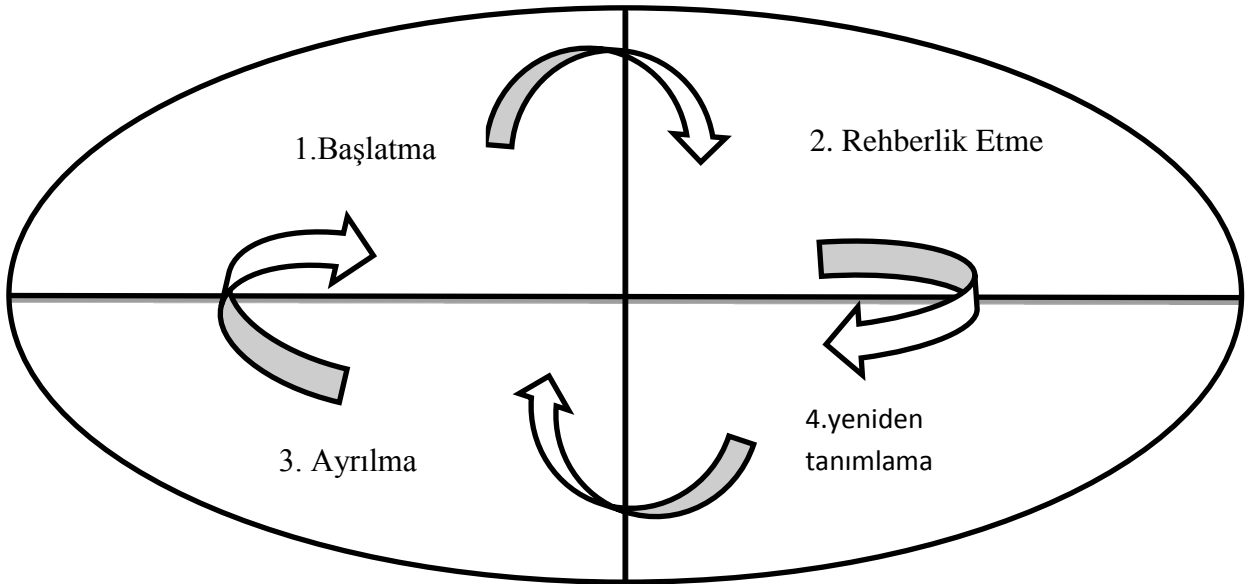 1.Başlatma
2. Rehberlik Etme
3. Ayrılma
4.yeniden
tanımlama